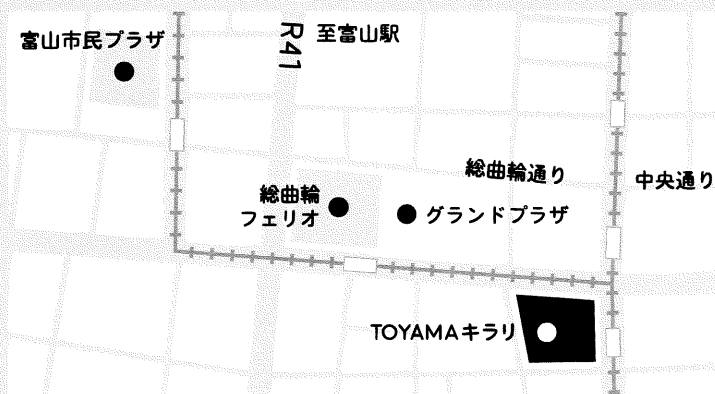 富山市民プラザ
R41
至富山駅
総曲輪通り
中央通り
総曲輪
フェリオ
グランドプラザ
TOYAMAキラリ